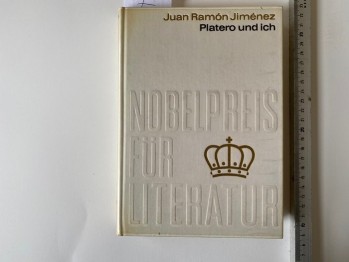 Juan Ramón Jiménez
Platero und ich
NOBELPREIS
FÜR
LITERATUR